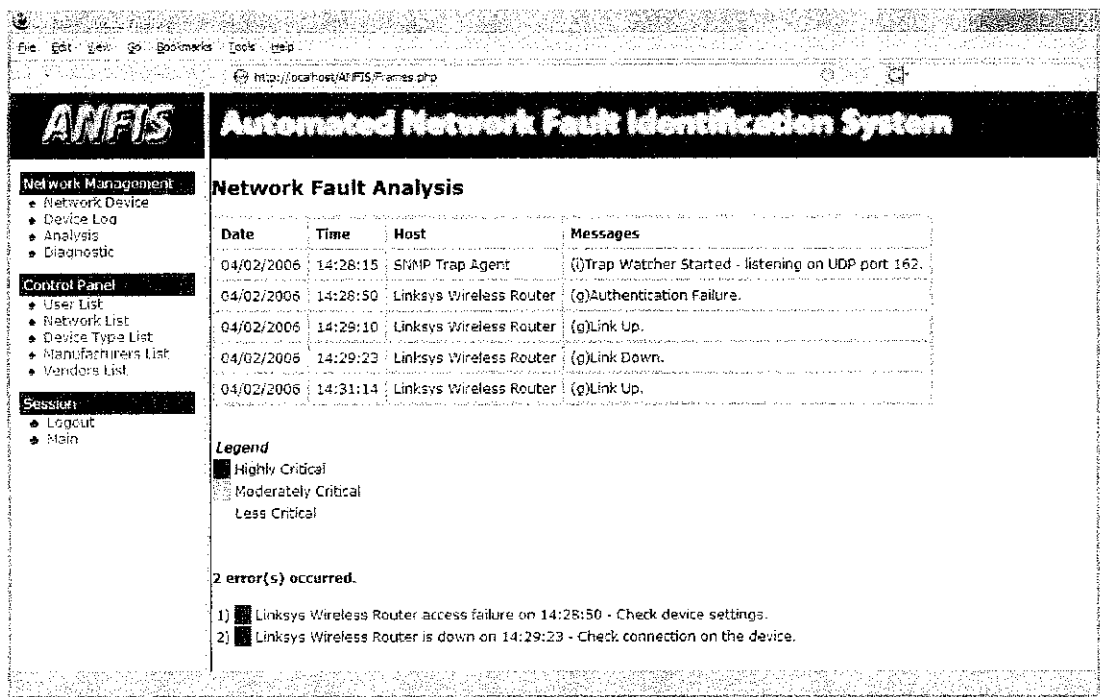 File Edit View Go Bookmarks Tools Help
http://localhost/ANFIS/Frames.php
ANFIS
Automated Network Fault Identification System
Network Management
Network Device
Device Log
Analysis
Diagnostic
Control Panel
User List
Network List
Device Type List
Manufacturers List
Vendors List
Session
Logout
Main
Network Fault Analysis
Date Time Host Messages
04/02/2006 14:28:15 SNMP Trap Agent (i)Trap Watcher Started - listening on UDP port 162.
04/02/2006 14:28:50 Linksys Wireless Router (g)Authentication Failure.
04/02/2006 14:29:10 Linksys Wireless Router (g)Link Up.
04/02/2006 14:29:23 Linksys Wireless Router (g)Link Down.
04/02/2006 14:31:14 Linksys Wireless Router (g)Link Up.
Legend
Highly Critical
Moderately Critical
Less Critical
2 error(s) occurred.
1) Linksys Wireless Router access failure on 14:28:50 - Check device settings.
2) Linksys Wireless Router is down on 14:29:23 - Check connection on the device.